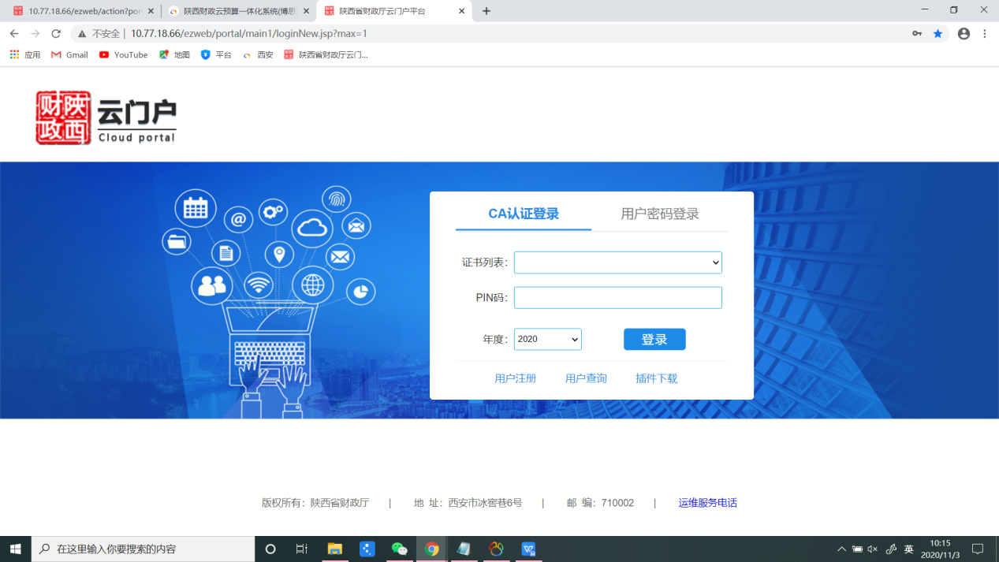 10.77.18.66/ezweb/action?por
陕西财政云预算一体化系统(博思
陕西省财政厅云门户平台
不安全 | 10.77.18.66/ezweb/portal/main1/loginNew.jsp?max=1
应用 Gmail YouTube 地图 平台 西安 陕西省财政厅云门...
财政 陕西
云门户
Cloud portal
CA认证登录 用户密码登录
证书列表:
PIN码:
年度: 2020 登录
用户注册 用户查询 插件下载
版权所有: 陕西省财政厅 | 地 址: 西安市冰窖巷6号 | 邮 编: 710002 | 运维服务电话
在这里输入你要搜索的内容
英
10:15
2020/11/3